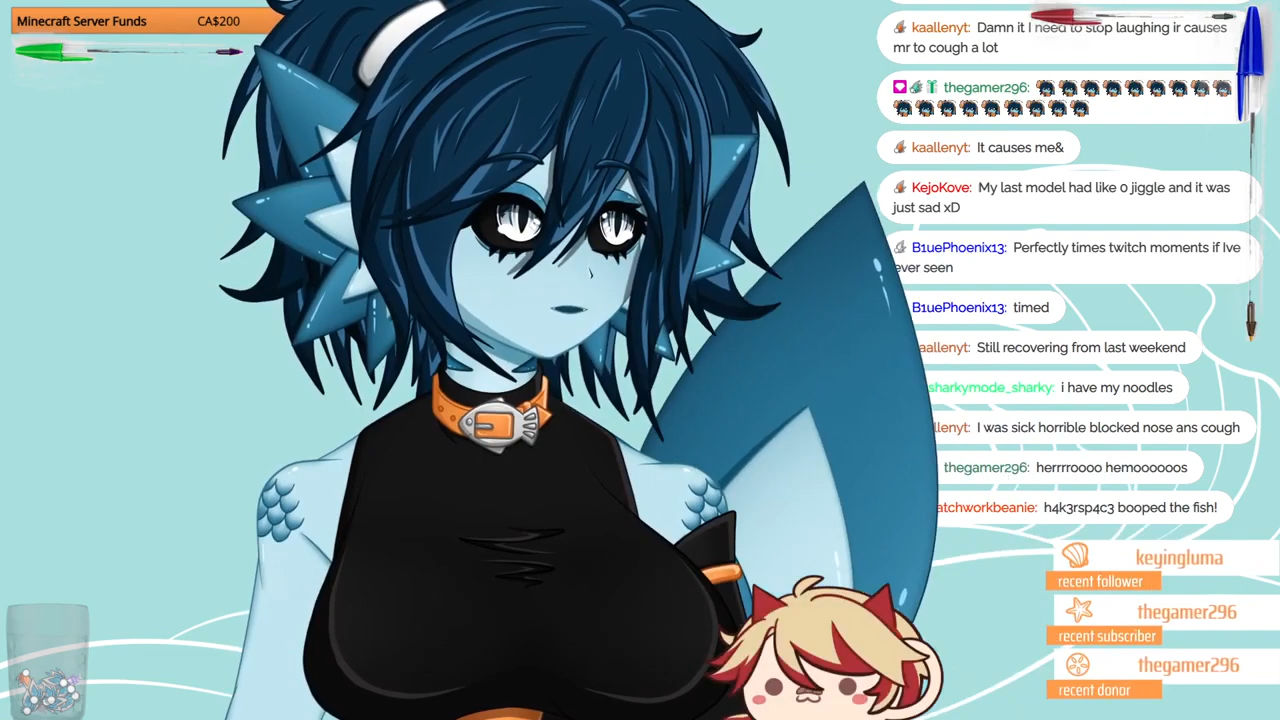 Minecraft Server Funds CA$200
kaallenyt: Damn it I need to stop laughing ir causes
mr to cough a lot
thegamer296:
kaallenyt: It causes me&
KejoKove: My last model had like 0 jiggle and it was
just sad xD
B1uePhoenix13: Perfectly times twitch moments if Ive
ever seen
B1uePhoenix13: timed
aallenyt: Still recovering from last weekend
sharkymode_sharky: i have my noodles
llenyt: I was sick horrible blocked nose ans cough
thegamer296: herrrroooo hemoooooos
atchworkbeanie: h4k3rsp4c3 booped the fish!
keyingluma
recent follower
thegamer296
recent subscriber
thegamer296
recent donor